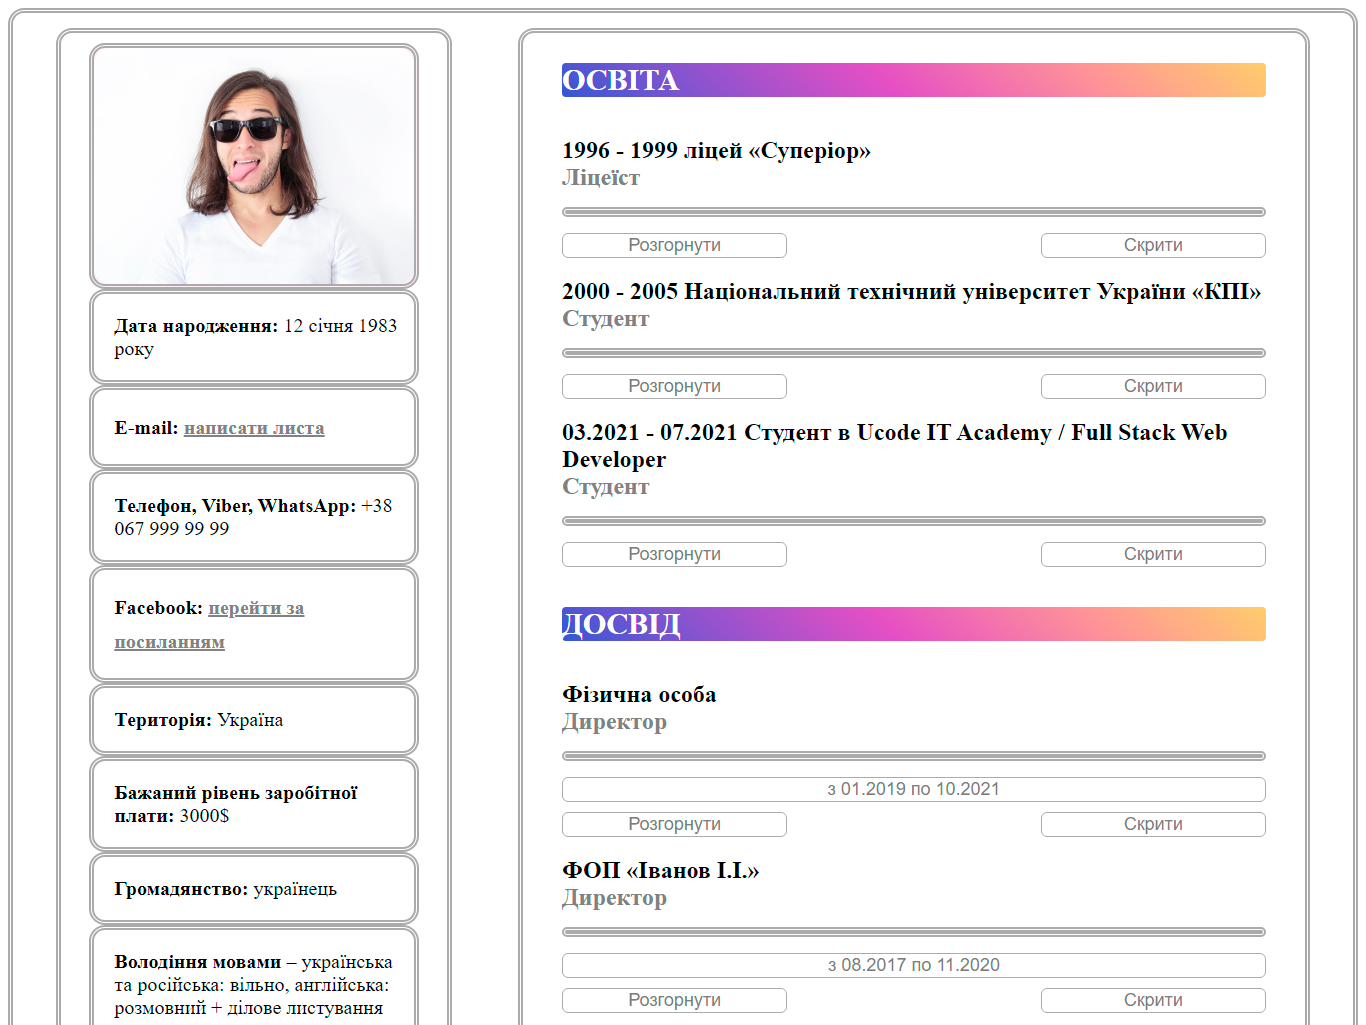 Дата народження: 12 січня 1983
року
E-mail: написати листа
Телефон, Viber, WhatsApp: +38
067 999 99 99
Facebook: перейти за
посиланням
Територія: Україна
Бажаний рівень заробітної
плати: 3000$
Громадянство: українець
Володіння мовами – українська
та російська: вільно, англійська:
розмовний + ділове листування
ОСВІТА
1996 - 1999 ліцей «Суперіор»
Ліцеїст
Розгорнути
Скрити
2000 - 2005 Національний технічний університет України «КПІ»
Студент
Розгорнути
Скрити
03.2021 - 07.2021 Студент в Ucode IT Academy / Full Stack Web
Developer
Студент
Розгорнути
Скрити
ДОСВІД
Фізична особа
Директор
з 01.2019 по 10.2021
Розгорнути
Скрити
ФОП «Іванов І.І.»
Директор
з 08.2017 по 11.2020
Розгорнути
Скрити